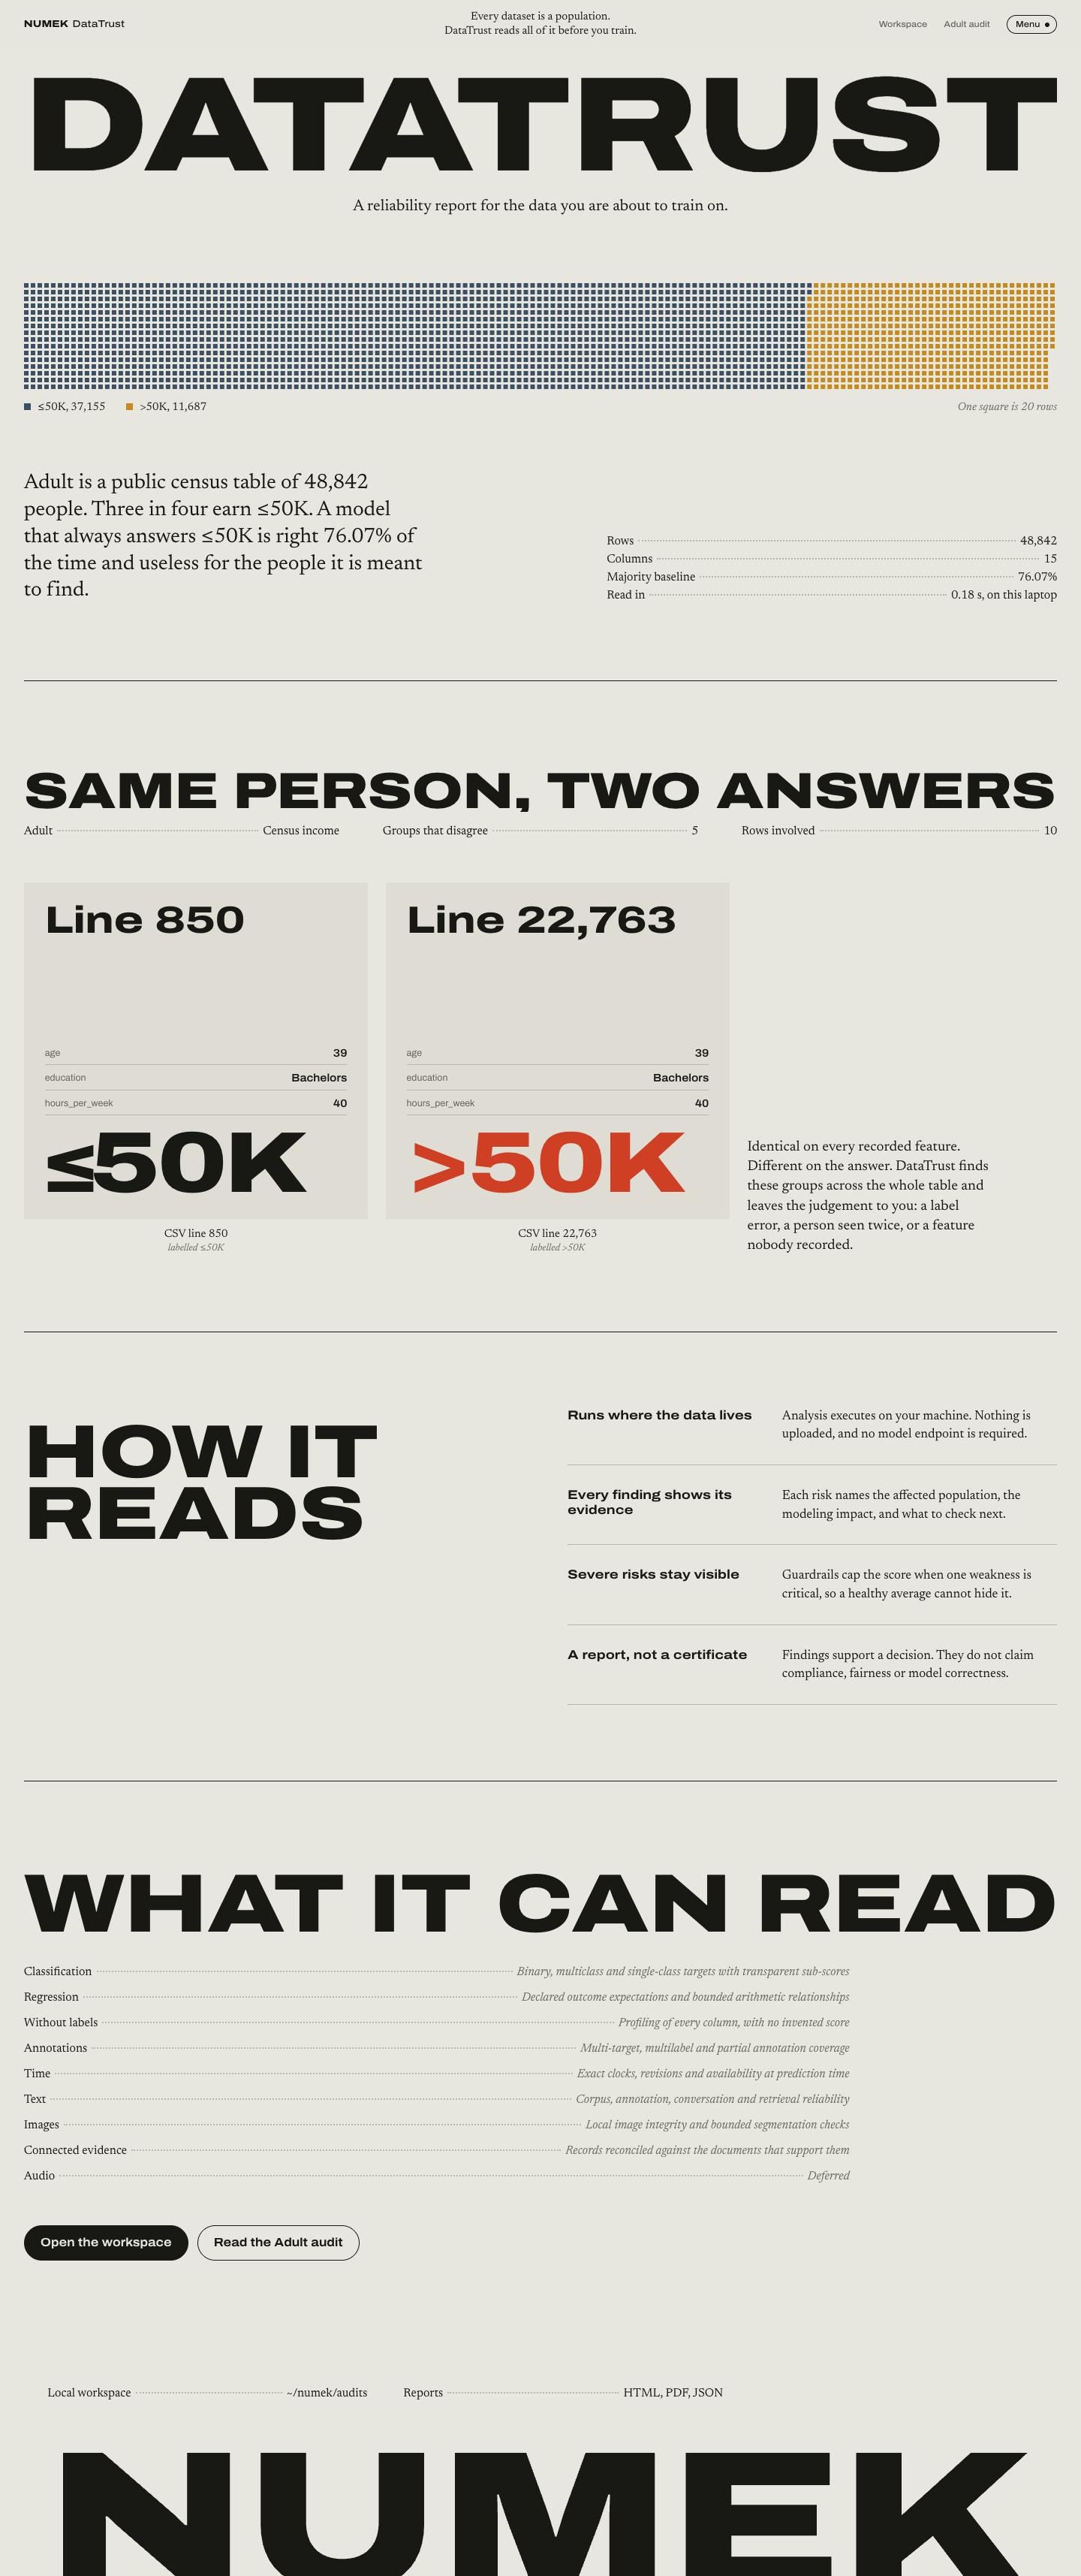 NUMEK DataTrust
Every dataset is a population.
DataTrust reads all of it before you train.
Workspace
Adult audit
Menu
DATATRUST
A reliability report for the data you are about to train on.
≤50K, 37,155
>50K, 11,687
One square is 20 rows
Adult is a public census table of 48,842
people. Three in four earn ≤50K. A model
that always answers ≤50K is right 76.07% of
the time and useless for the people it is meant
to find.
Rows 48,842
Columns 15
Majority baseline 76.07%
Read in 0.18 s, on this laptop
SAME PERSON, TWO ANSWERS
Adult Census income
Groups that disagree 5
Rows involved 10
Line 850
age 39
education Bachelors
hours_per_week 40
≤50K
CSV line 850
labelled ≤50K
Line 22,763
age 39
education Bachelors
hours_per_week 40
>50K
CSV line 22,763
labelled >50K
Identical on every recorded feature.
Different on the answer. DataTrust finds
these groups across the whole table and
leaves the judgement to you: a label
error, a person seen twice, or a feature
nobody recorded.
HOW IT
READS
Runs where the data lives
Analysis executes on your machine. Nothing is
uploaded, and no model endpoint is required.
Every finding shows its
evidence
Each risk names the affected population, the
modeling impact, and what to check next.
Severe risks stay visible
Guardrails cap the score when one weakness is
critical, so a healthy average cannot hide it.
A report, not a certificate
Findings support a decision. They do not claim
compliance, fairness or model correctness.
WHAT IT CAN READ
Classification Binary, multiclass and single-class targets with transparent sub-scores
Regression Declared outcome expectations and bounded arithmetic relationships
Without labels Profiling of every column, with no invented score
Annotations Multi-target, multilabel and partial annotation coverage
Time Exact clocks, revisions and availability at prediction time
Text Corpus, annotation, conversation and retrieval reliability
Images Local image integrity and bounded segmentation checks
Connected evidence Records reconciled against the documents that support them
Audio Deferred
Open the workspace
Read the Adult audit
Local workspace ~/numek/audits
Reports HTML, PDF, JSON
NUMEK